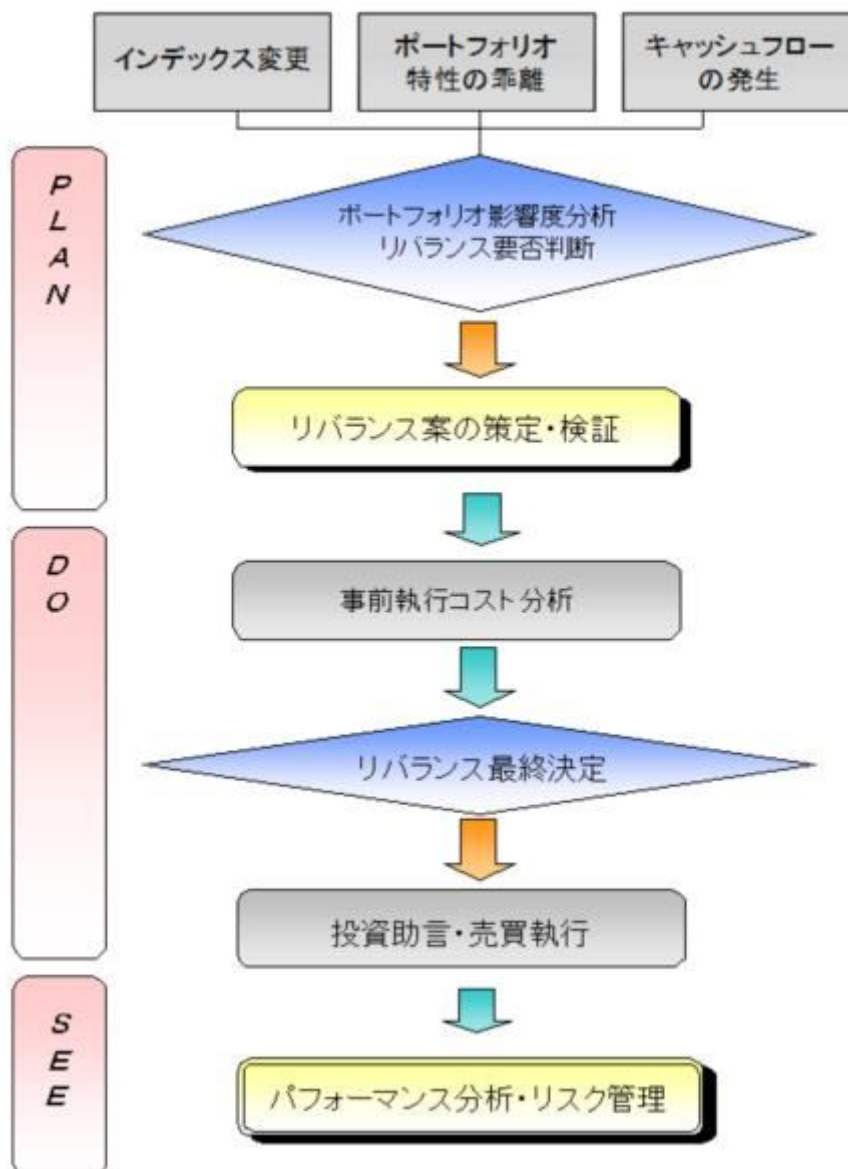 インデックス変更
ポートフォリオ
特性の乖離
キャッシュフロー
の発生
PLAN
ポートフォリオ影響度分析
リバランス要否判断
リバランス案の策定・検証
DO
事前執行コスト分析
リバランス最終決定
投資助言・売買執行
SEE
パフォーマンス分析・リスク管理